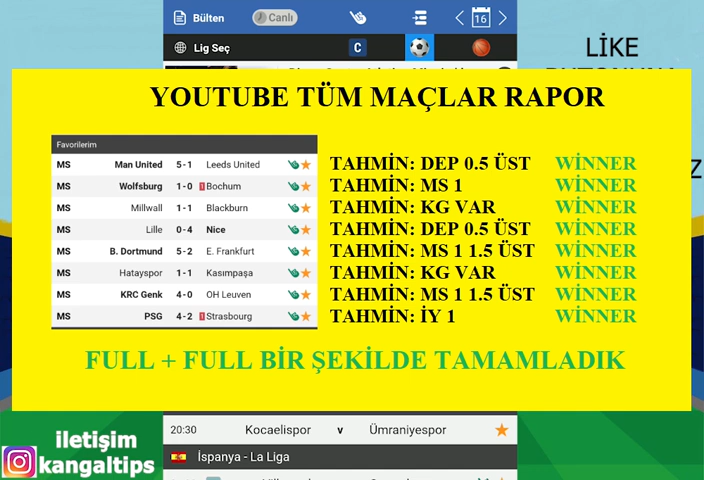 Bülten Canlı 16
Lig Seç C
LİKE
YOUTUBE TÜM MAÇLAR RAPOR
Favorilerim
MS Man United 5-1 Leeds United TAHMİN: DEP 0.5 ÜST WİNNER
MS Wolfsburg 1-0 1 Bochum TAHMİN: MS 1 WİNNER
MS Millwall 1-1 Blackburn TAHMİN: KG VAR WİNNER
MS Lille 0-4 Nice TAHMİN: DEP 0.5 ÜST WİNNER
MS B. Dortmund 5-2 E. Frankfurt TAHMİN: MS 1 1.5 ÜST WİNNER
MS Hatayspor 1-1 Kasımpaşa TAHMİN: KG VAR WİNNER
MS KRC Genk 4-0 OH Leuven TAHMİN: MS 1 1.5 ÜST WİNNER
MS PSG 4-2 1 Strasbourg TAHMİN: İY 1 WİNNER
FULL + FULL BİR ŞEKİLDE TAMAMLADIK
20:30 Kocaelispor v Ümraniyespor
İspanya - La Liga
iletişim
kangaltips